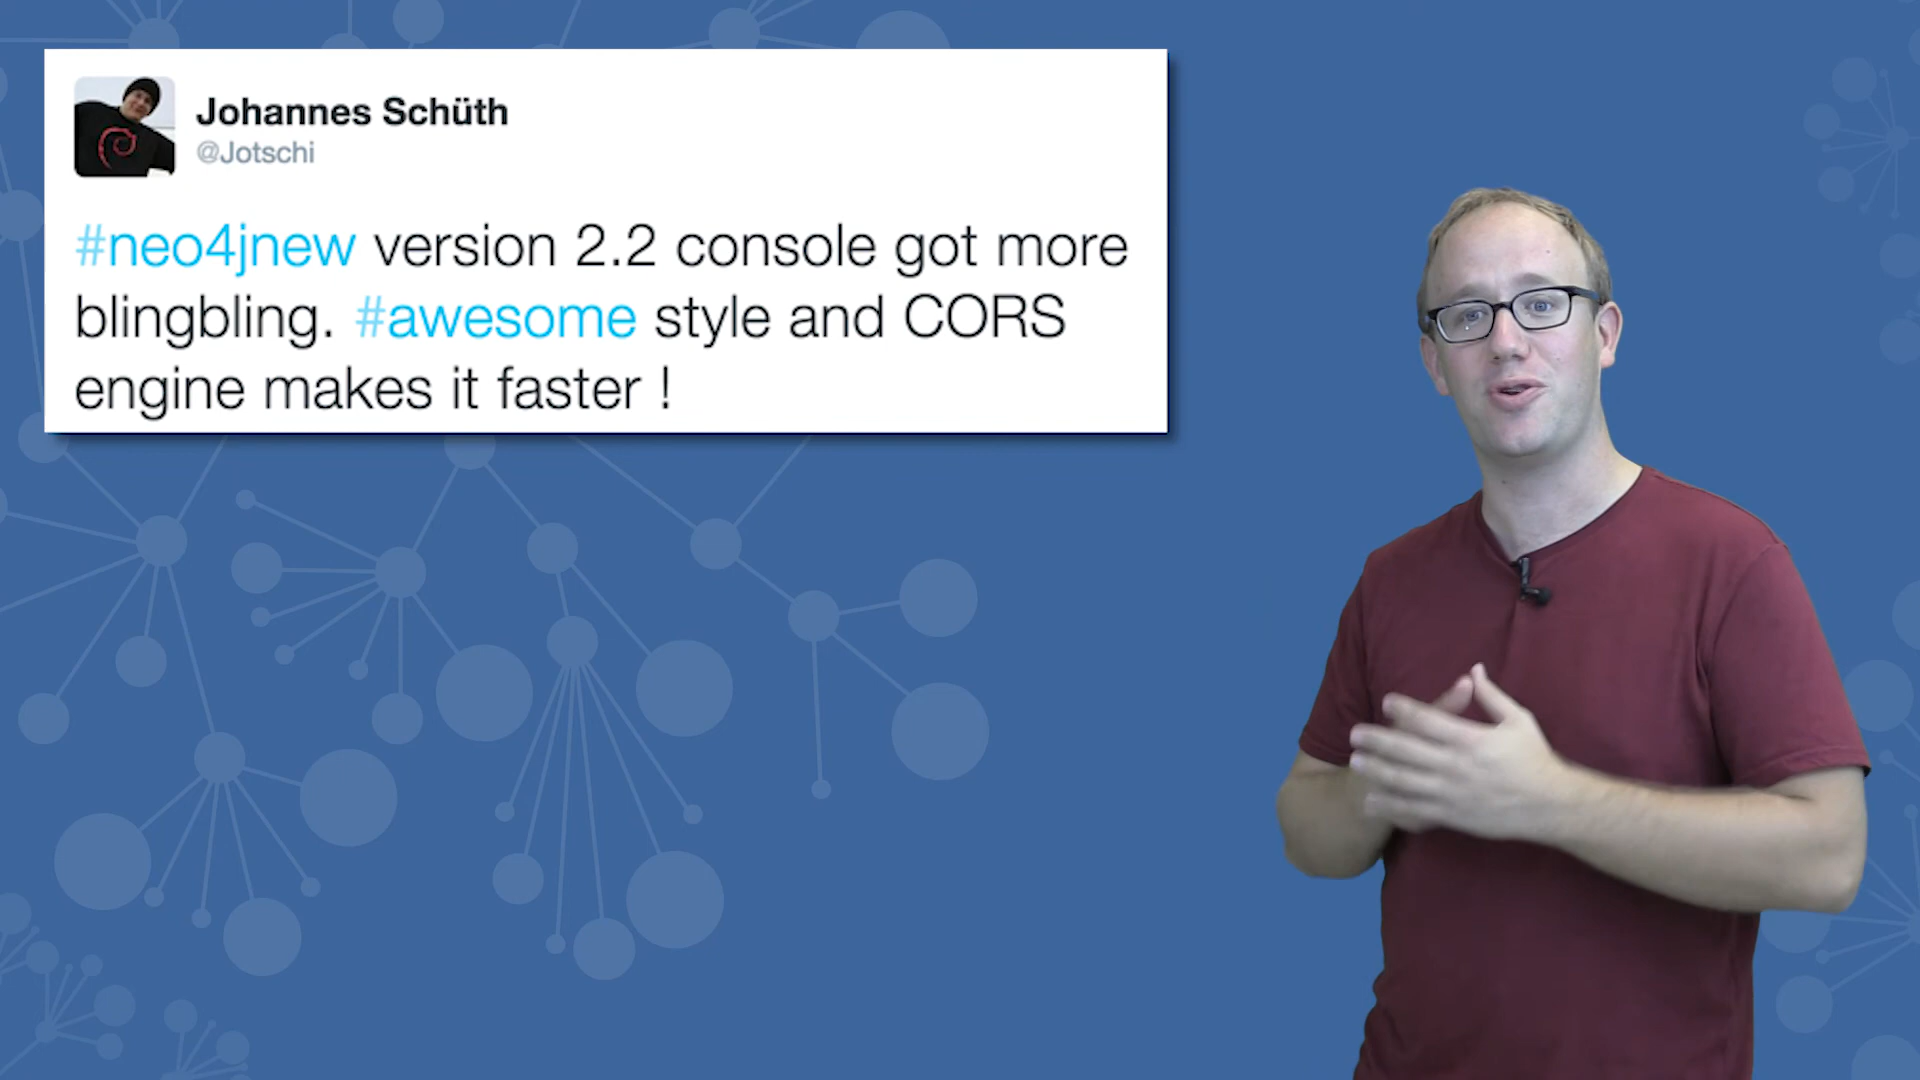 Johannes Schüth
@Jotschi
#neo4jnew version 2.2 console got more
blingbling. #awesome style and CORS
engine makes it faster !